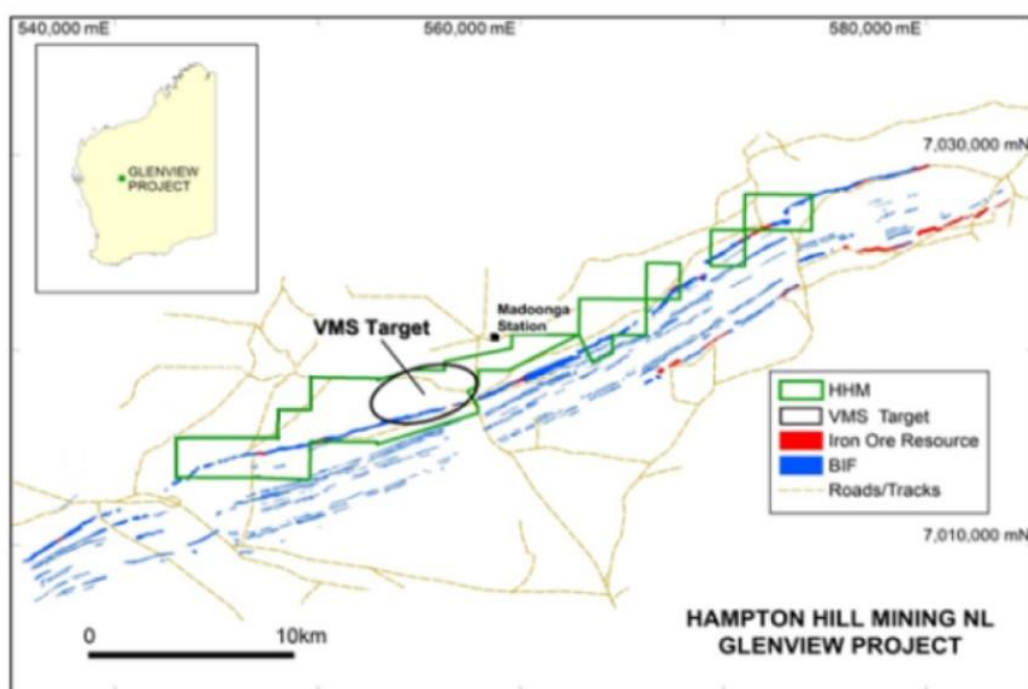 540,000 mE
560,000 mE
580,000 mE
7,030,000 mN
GLENVIEW
PROJECT
VMS Target
Madoonga
Station
HHM
VMS Target
Iron Ore Resource
BIF
Roads/Tracks
7,010,000 mN
HAMPTON HILL MINING NL
GLENVIEW PROJECT
0
10km